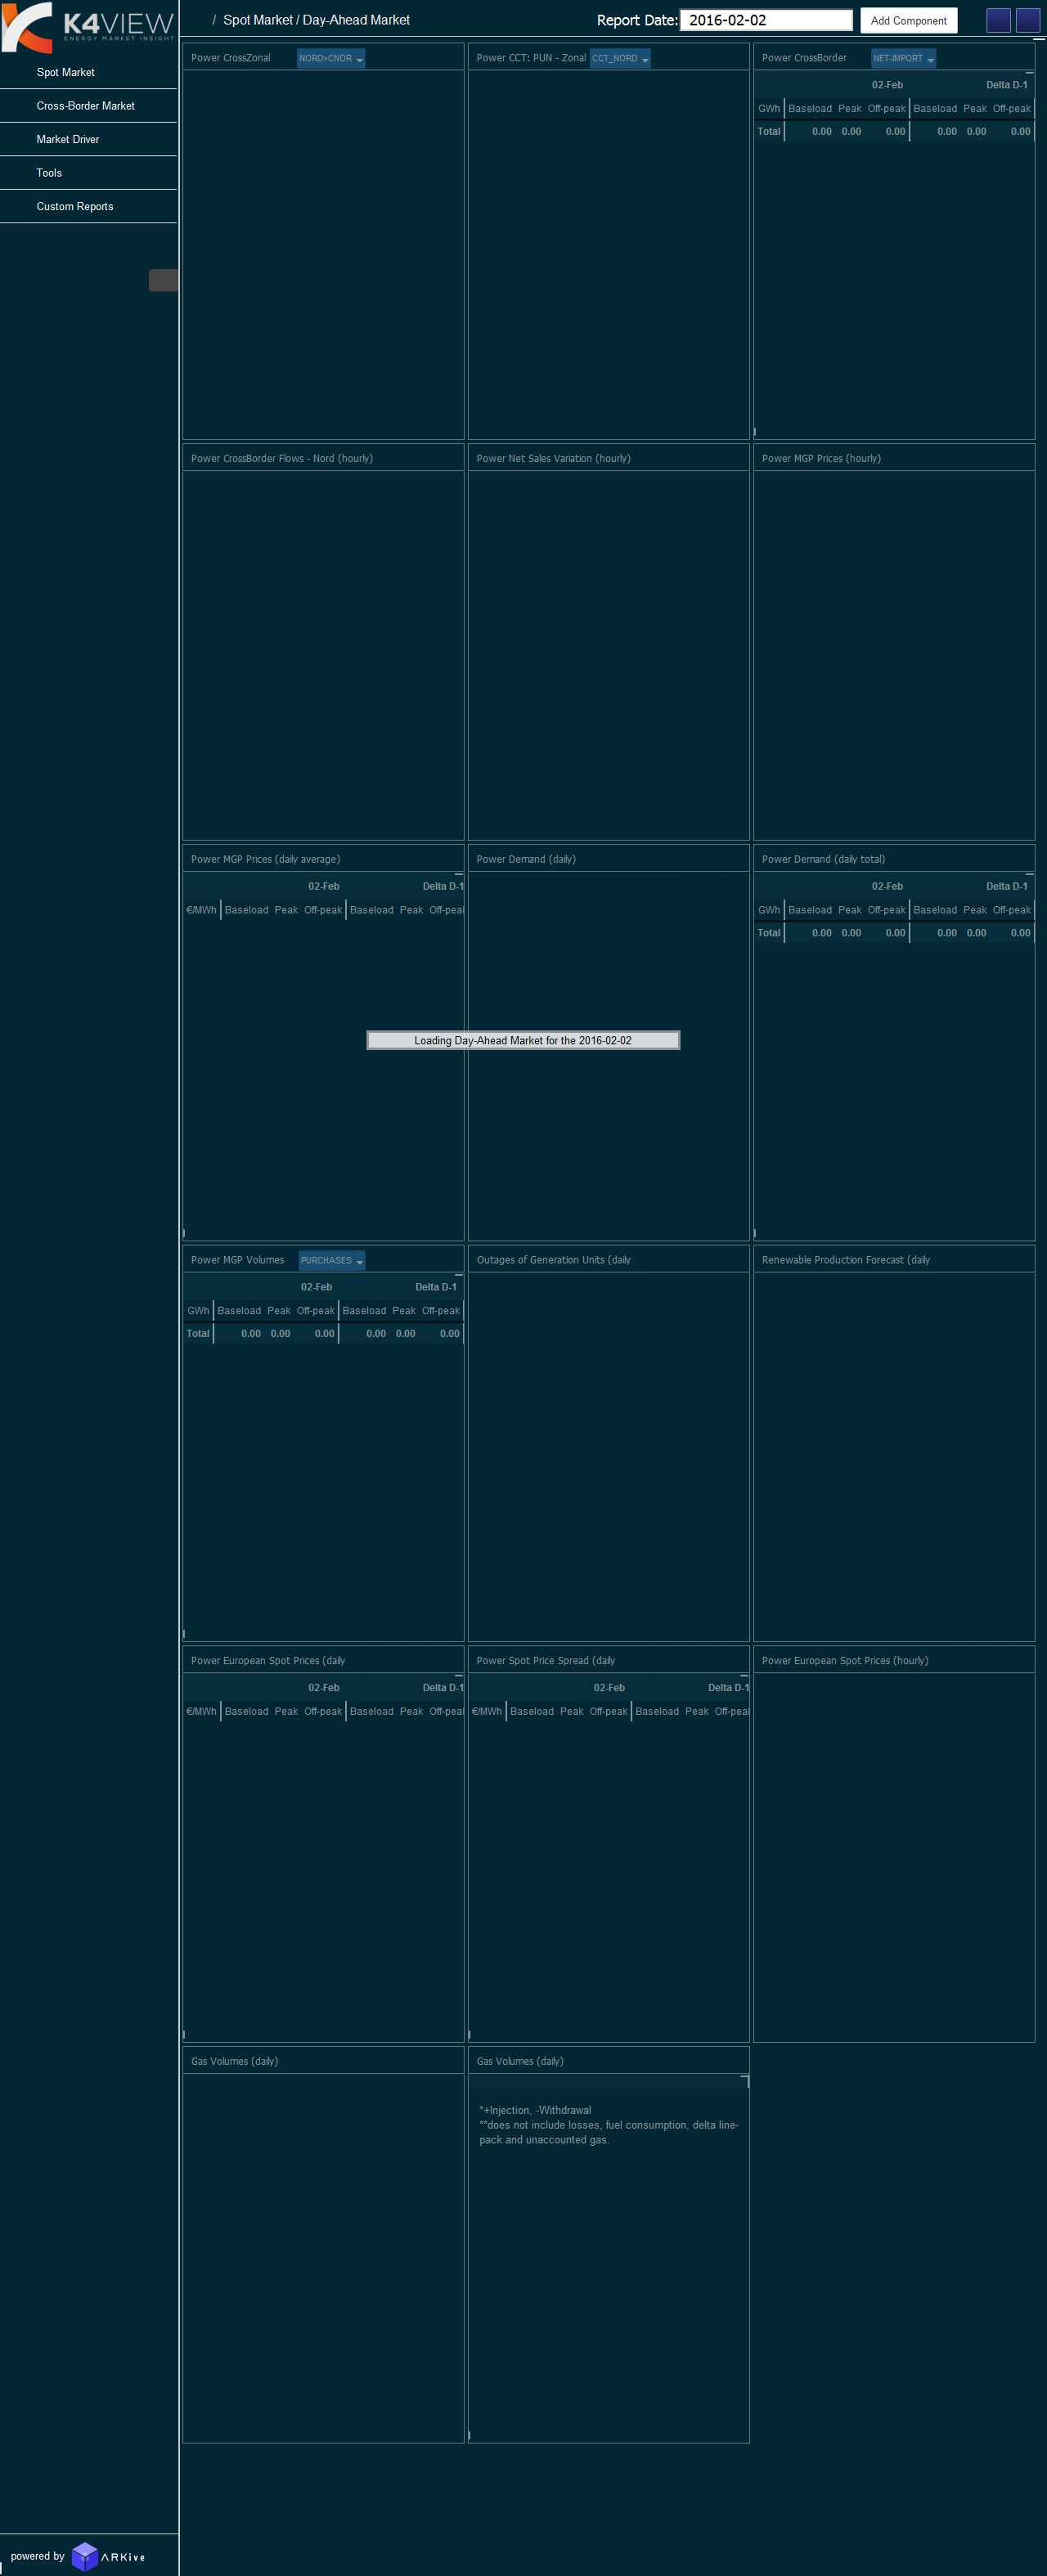 K4VIEW
ENERGY MARKET INSIGHT
/ Spot Market / Day-Ahead Market
Report Date: 2016-02-02
Add Component
Spot Market
Cross-Border Market
Market Driver
Tools
Custom Reports
Power CrossZonal NORD>CNOR
Power CCT: PUN - Zonal CCT_NORD
Power CrossBorder NET-IMPORT
02-Feb Delta D-1
GWh Baseload Peak Off-peak Baseload Peak Off-peak
Total 0.00 0.00 0.00 0.00 0.00 0.00
Power CrossBorder Flows - Nord (hourly)
Power Net Sales Variation (hourly)
Power MGP Prices (hourly)
Power MGP Prices (daily average)
02-Feb Delta D-1
€/MWh Baseload Peak Off-peak Baseload Peak Off-peal
Power Demand (daily)
Power Demand (daily total)
02-Feb Delta D-1
GWh Baseload Peak Off-peak Baseload Peak Off-peak
Total 0.00 0.00 0.00 0.00 0.00 0.00
Loading Day-Ahead Market for the 2016-02-02
Power MGP Volumes PURCHASES
02-Feb Delta D-1
GWh Baseload Peak Off-peak Baseload Peak Off-peak
Total 0.00 0.00 0.00 0.00 0.00 0.00
Outages of Generation Units (daily
Renewable Production Forecast (daily
Power European Spot Prices (daily
02-Feb Delta D-1
€/MWh Baseload Peak Off-peak Baseload Peak Off-peal
Power Spot Price Spread (daily
02-Feb Delta D-1
€/MWh Baseload Peak Off-peak Baseload Peak Off-peal
Power European Spot Prices (hourly)
Gas Volumes (daily)
Gas Volumes (daily)
*+Injection, -Withdrawal
**does not include losses, fuel consumption, delta line-
pack and unaccounted gas.
powered by ARKive